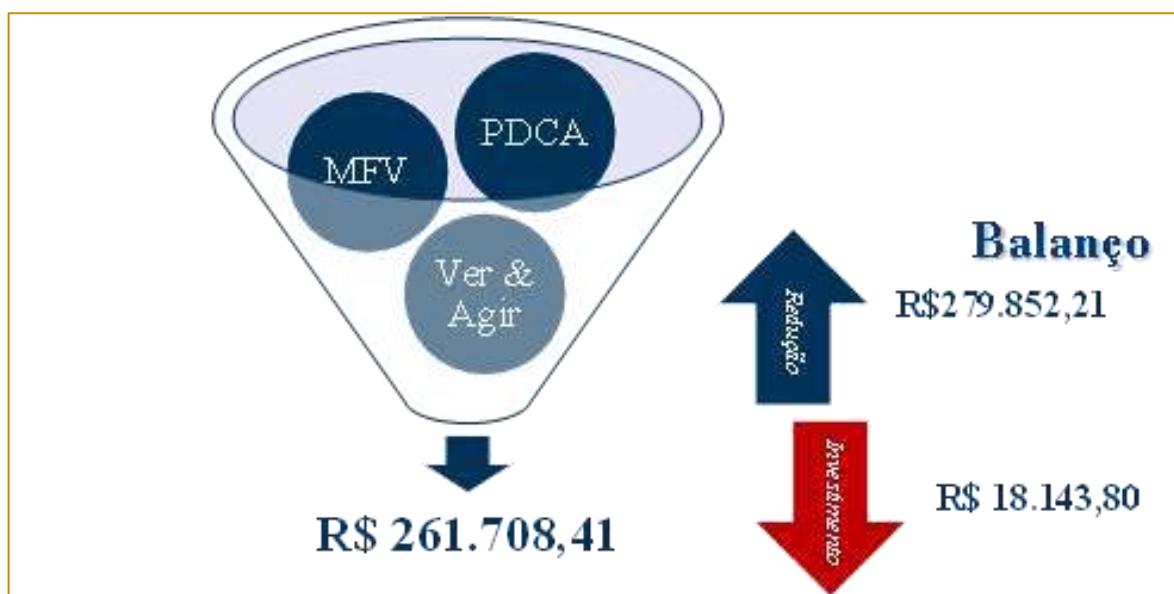 PDCA
MFV
Ver &
Agir
R$ 261.708,41
Balanço
Redução
R$279.852,21
Investimento
R$ 18.143,80